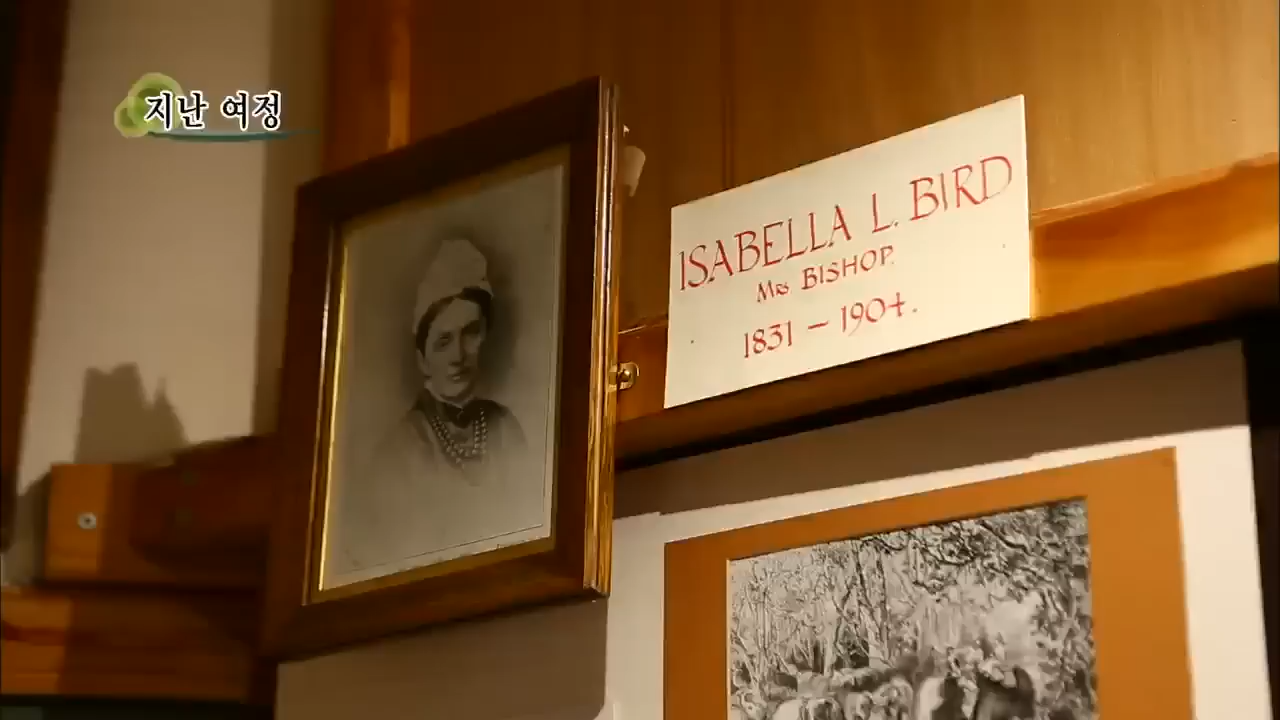 지난 여정
ISABELLA L. BIRD
Mrs BISHOP.
1831 - 1904.